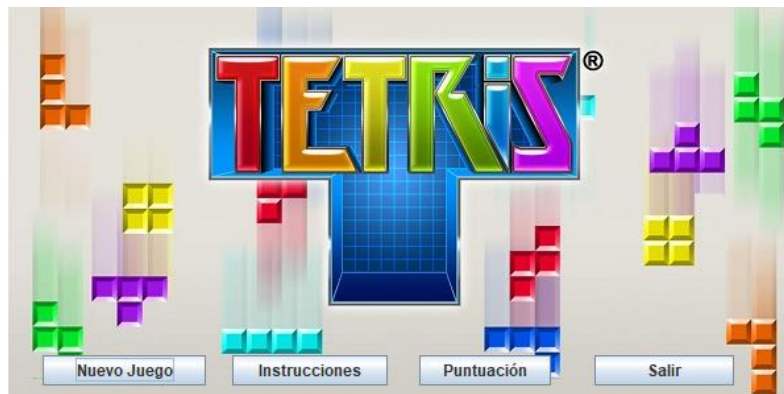 TETRiS®
Nuevo Juego
Instrucciones
Puntuación
Salir